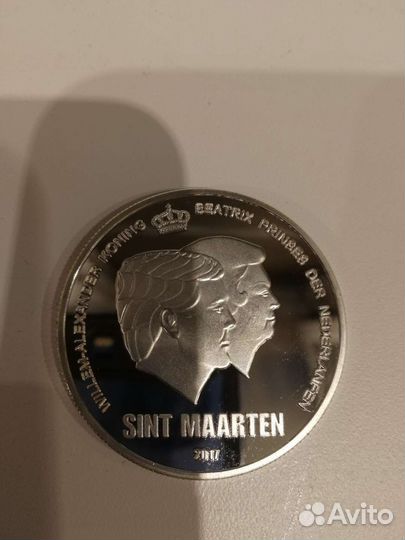 WILLEM-ALEXANDER KONING
BEATRIX PRINSES DER NEDERLANDEN
SINT MAARTEN
2017
Avito